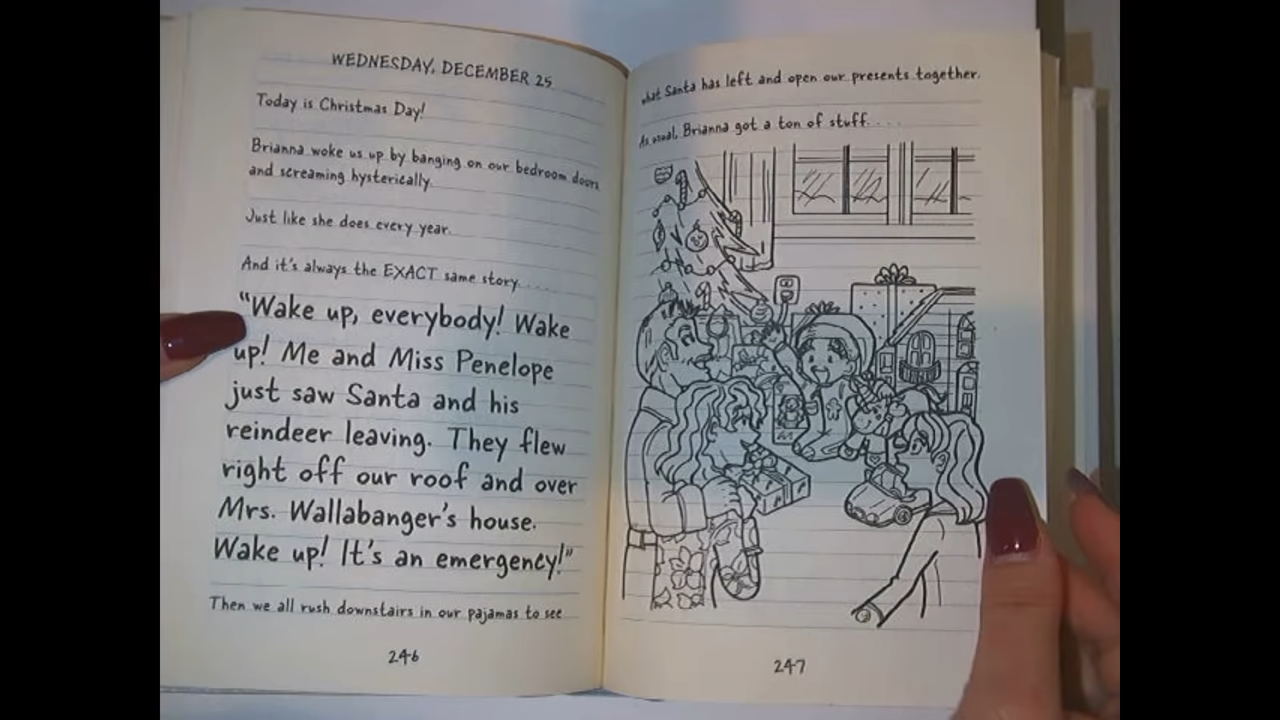 WEDNESDAY, DECEMBER 25
Today is Christmas Day!
Brianna woke us up by banging on our bedroom doors
and screaming hysterically.
Just like she does every year.
And it's always the EXACT same story. . . . .
"Wake up, everybody! Wake
up! Me and Miss Penelope
just saw Santa and his
reindeer leaving. They flew
right off our roof and over
Mrs. Wallabanger's house.
Wake up! It's an emergency!"
Then we all rush downstairs in our pajamas to see
246
what Santa has left and open our presents together.
As usual, Brianna got a ton of stuff. . . .
247